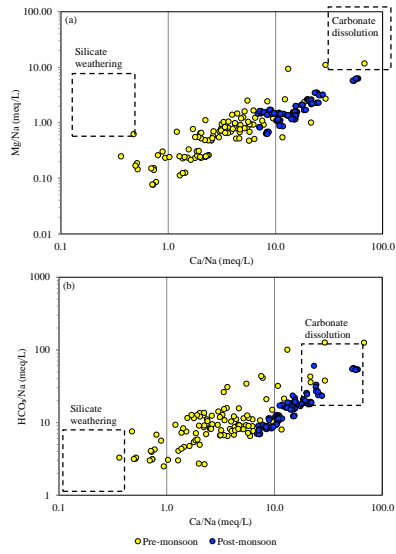 (a)
Carbonate
dissolution
Silicate
weathering
100.00
10.00
1.00
0.10
0.01
Mg/Na (meq/L)
0.1 1.0 10.0 100.0
Ca/Na (meq/L)
(b)
Carbonate
dissolution
Silicate
weathering
1000
100
10
1
HCO₃/Na (meq/L)
0.1 1.0 10.0 100.0
Ca/Na (meq/L)
Pre-monsoon Post-monsoon